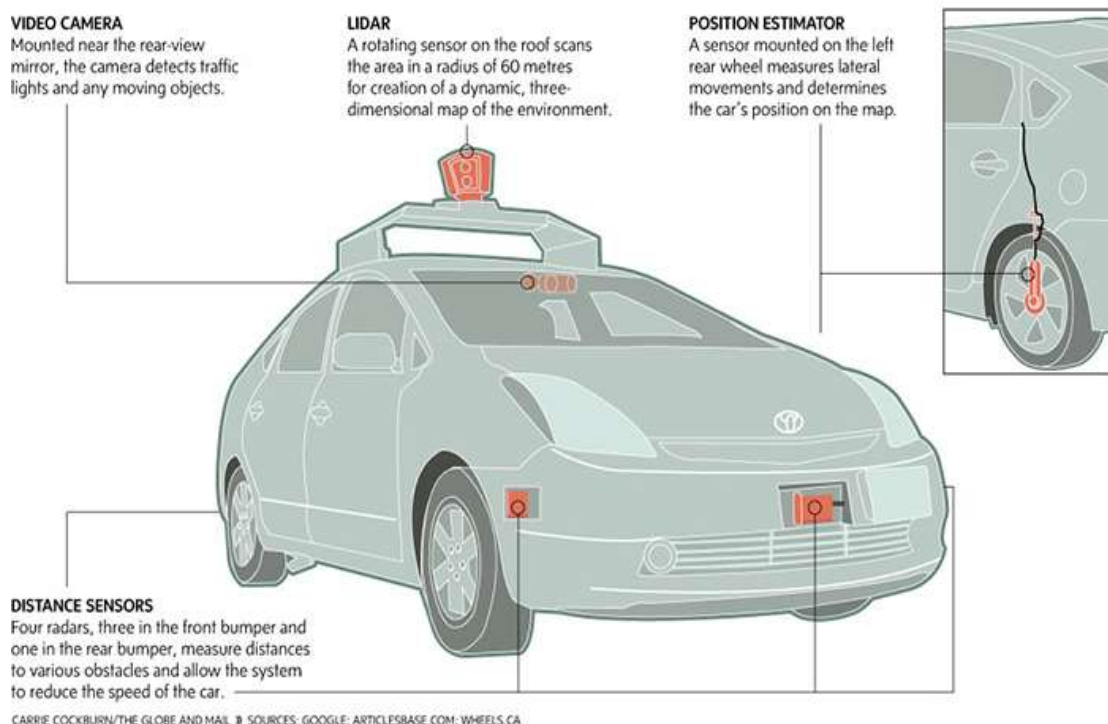 VIDEO CAMERA
Mounted near the rear-view
mirror, the camera detects traffic
lights and any moving objects.
LIDAR
A rotating sensor on the roof scans
the area in a radius of 60 metres
for creation of a dynamic, three-
dimensional map of the environment.
POSITION ESTIMATOR
A sensor mounted on the left
rear wheel measures lateral
movements and determines
the car's position on the map.
DISTANCE SENSORS
Four radars, three in the front bumper and
one in the rear bumper, measure distances
to various obstacles and allow the system
to reduce the speed of the car.
CARRIE COCKBURN/THE GLOBE AND MAIL » SOURCES: GOOGLE; ARTICLESBASE.COM; WHEELS.CA